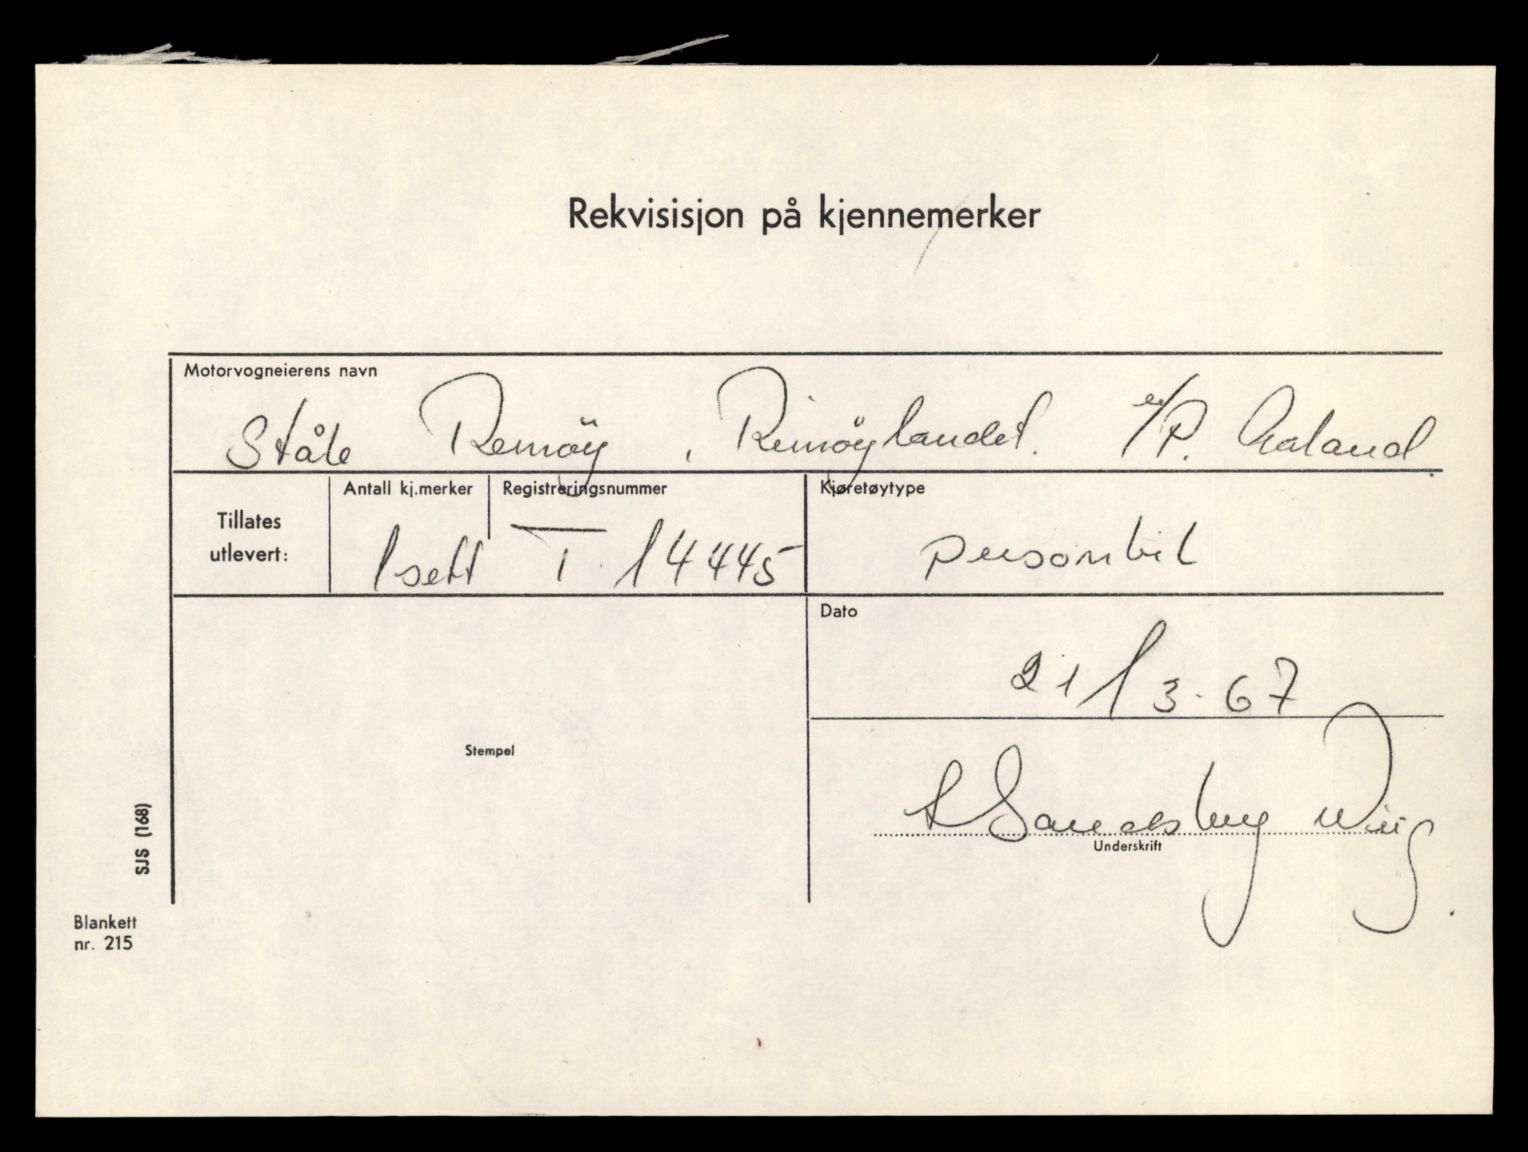 Rekvisisjon på kjennemerker
Motorvogneierens navn
Ståle Remøy, Remøylandet. e/P. Aaland.
Tillates utlevert:
Antall kj.merker
1 sett
Registreringsnummer
T 14445
Kjøretøytype
personbil
Dato
21/3-67
Stempel
Sandsbuy
Underskrift
SJS (168)
Blankett
nr. 215